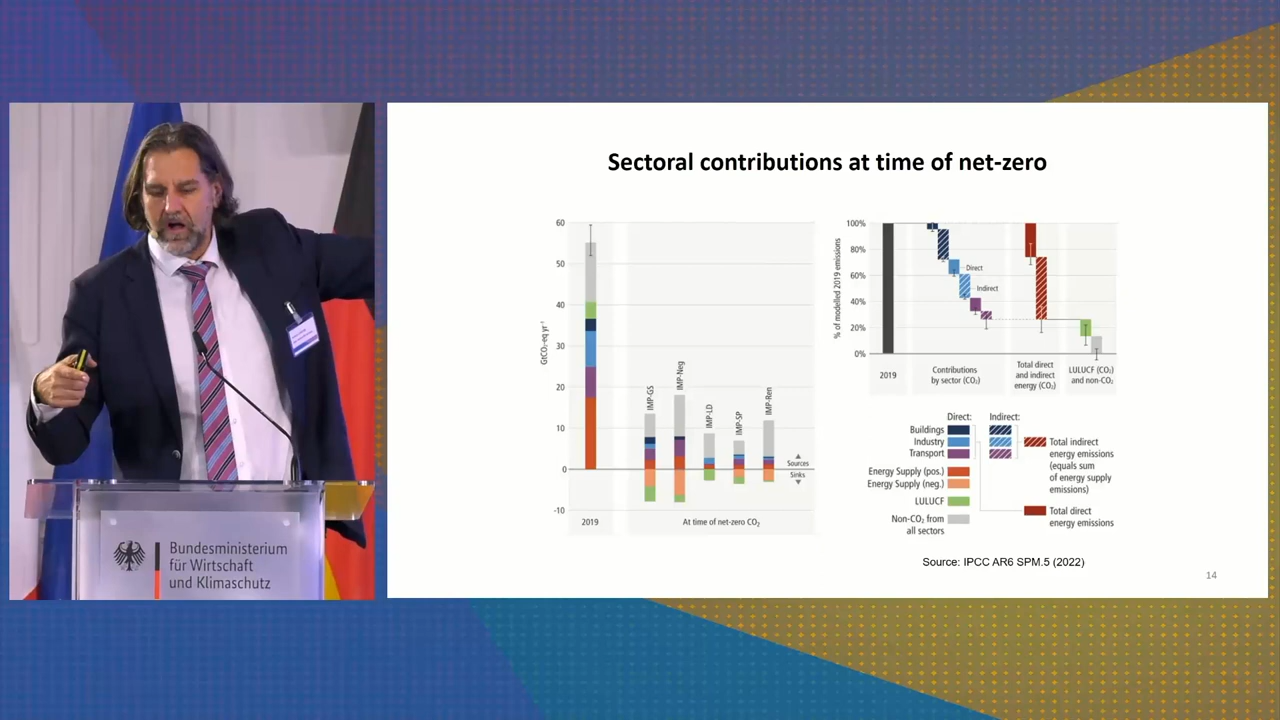 Sectoral contributions at time of net-zero
60
50
40
30
20
10
0
-10
GtCO₂-eq yr⁻¹
IMP-GS
IMP-Neg
IMP-LD
IMP-SP
IMP-Ren
Sources
Sinks
2019
At time of net-zero CO₂
100%
80%
60%
40%
20%
0%
% of modelled 2019 emissions
Direct
Indirect
2019
Contributions
by sector (CO₂)
Total direct
and indirect
energy (CO₂)
LULUCF (CO₂)
and non-CO₂
Direct:
Indirect:
Buildings
Industry
Transport
Energy Supply (pos.)
Energy Supply (neg.)
LULUCF
Non-CO₂ from
all sectors
Total indirect
energy emissions
(equals sum
of energy supply
emissions)
Total direct
energy emissions
Source: IPCC AR6 SPM.5 (2022)
14
Bundesministerium
für Wirtschaft
und Klimaschutz